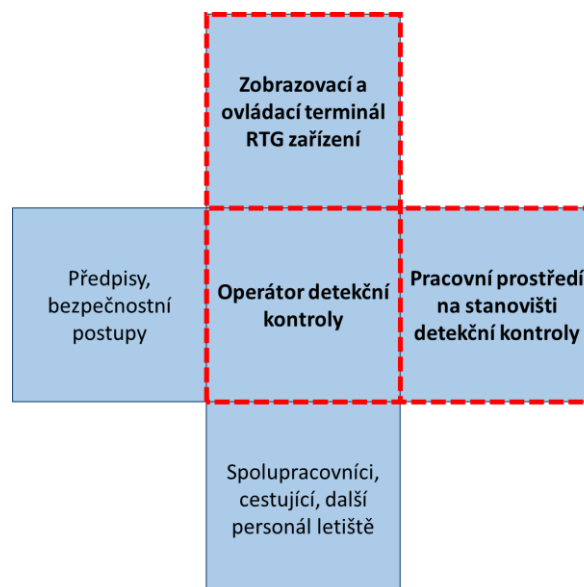 Zobrazovací a
ovládací terminál
RTG zařízení
Předpisy,
bezpečnostní
postupy
Operátor detekční
kontroly
Pracovní prostředí
na stanovišti
detekční kontroly
Spolupracovníci,
cestující, další
personál letiště